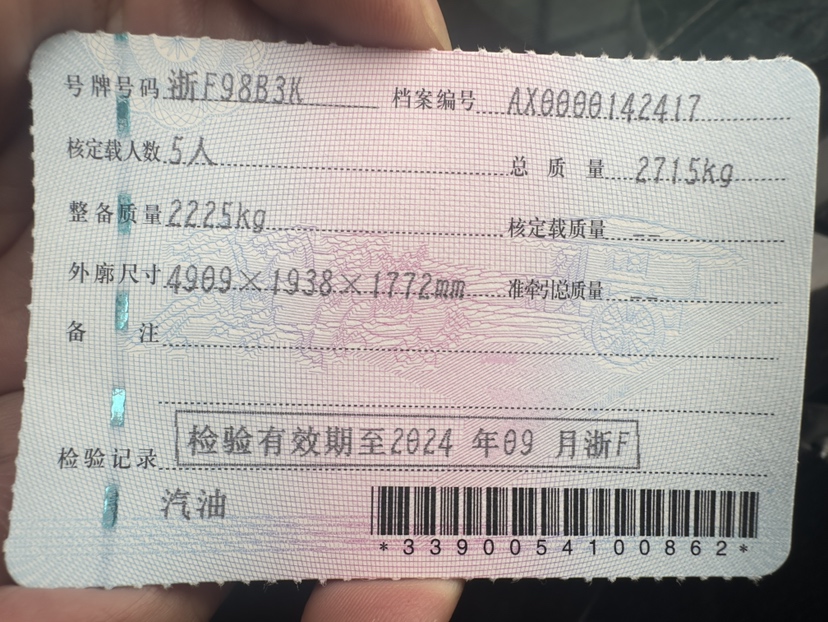 号牌号码 浙F98B3K 档案编号 AX0000142417
核定载人数 5人 总质量 2715kg
整备质量 2225kg 核定载质量 --
外廓尺寸 4909×1938×1772mm 准牵引总质量 --
备注
检验记录 检验有效期至2024年09月浙F
汽油
*3390054100862*